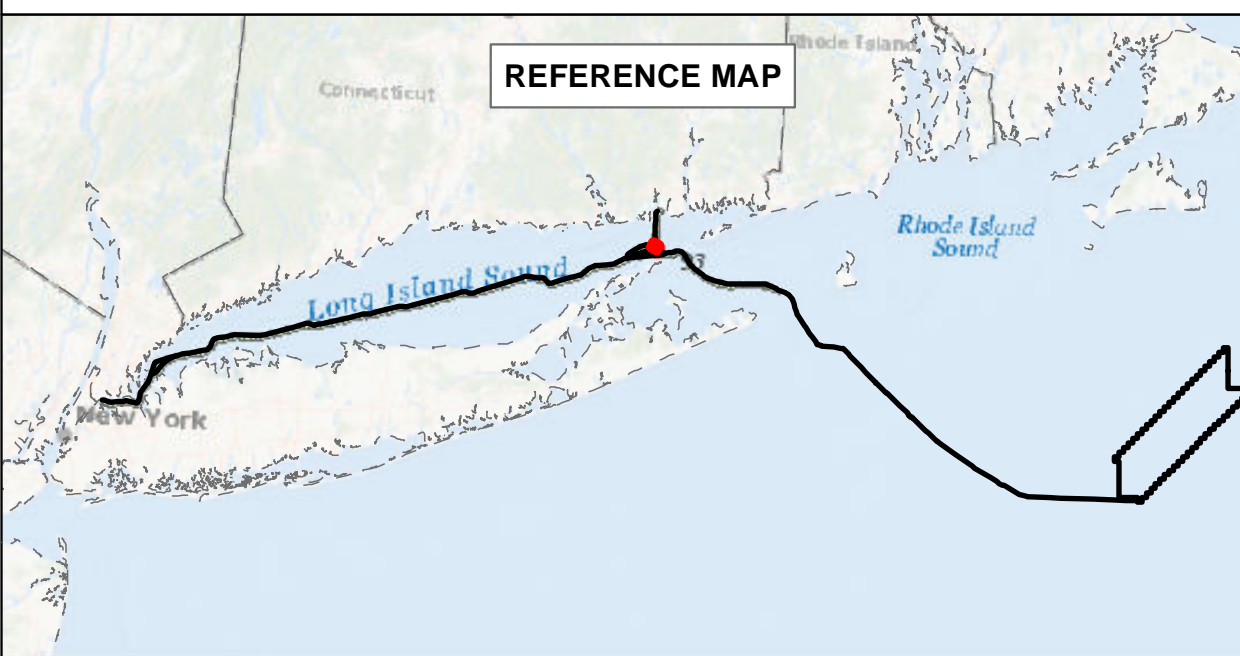 Rhode Island
REFERENCE MAP
Connecticut
Rhode Island
Sound
Long Island Sound
New York